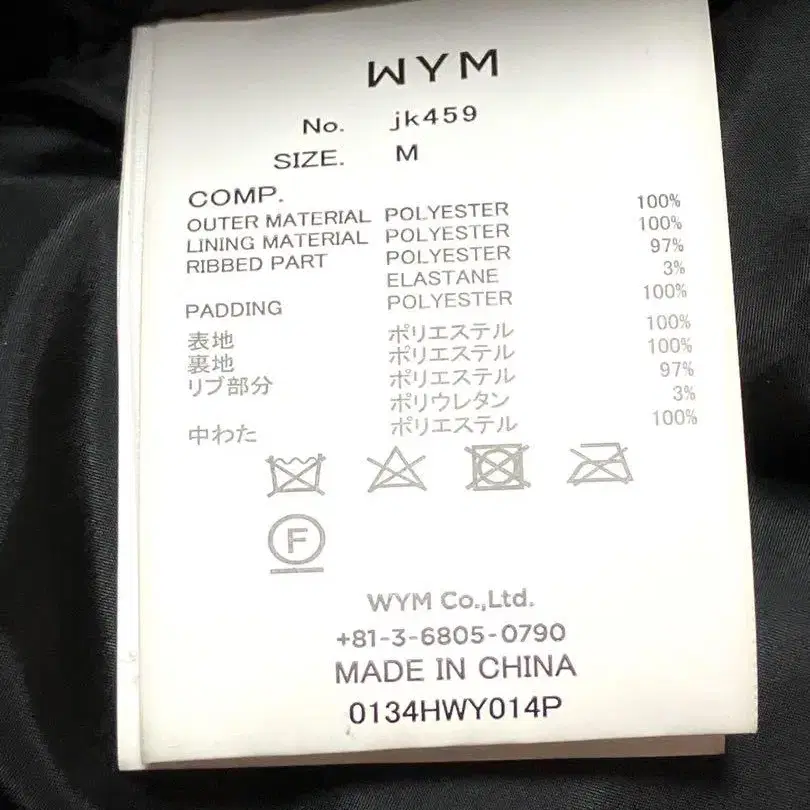 WYM
No. jk459
SIZE. M
COMP.
OUTER MATERIAL POLYESTER 100%
LINING MATERIAL POLYESTER 100%
RIBBED PART POLYESTER 97%
ELASTANE 3%
PADDING POLYESTER 100%
表地 ポリエステル 100%
裏地 ポリエステル 100%
リブ部分 ポリエステル 97%
ポリウレタン 3%
中わた ポリエステル 100%
F
WYM Co.,Ltd.
+81-3-6805-0790
MADE IN CHINA
0134HWY014P